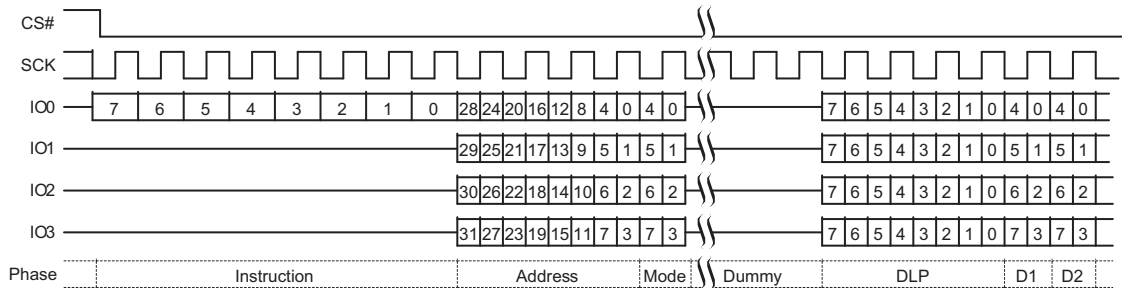 CS#
SCK
IO0 7 6 5 4 3 2 1 0 28 24 20 16 12 8 4 0 4 0 7 6 5 4 3 2 1 0 4 0 4 0
IO1 29 25 21 17 13 9 5 1 5 1 7 6 5 4 3 2 1 0 5 1 5 1
IO2 30 26 22 18 14 10 6 2 6 2 7 6 5 4 3 2 1 0 6 2 6 2
IO3 31 27 23 19 15 11 7 3 7 3 7 6 5 4 3 2 1 0 7 3 7 3
Phase Instruction Address Mode Dummy DLP D1 D2